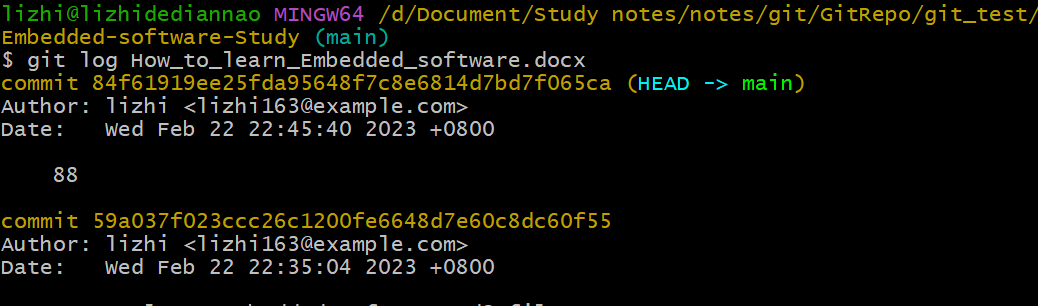 lizhi@lizhidediannao MINGW64 /d/Document/Study notes/notes/git/GitRepo/git_test/
Embedded-software-Study (main)
$ git log How_to_learn_Embedded_software.docx
commit 84f61919ee25fda95648f7c8e6814d7bd7f065ca (HEAD -> main)
Author: lizhi <lizhi163@example.com>
Date:   Wed Feb 22 22:45:40 2023 +0800
88
commit 59a037f023ccc26c1200fe6648d7e60c8dc60f55
Author: lizhi <lizhi163@example.com>
Date:   Wed Feb 22 22:35:04 2023 +0800